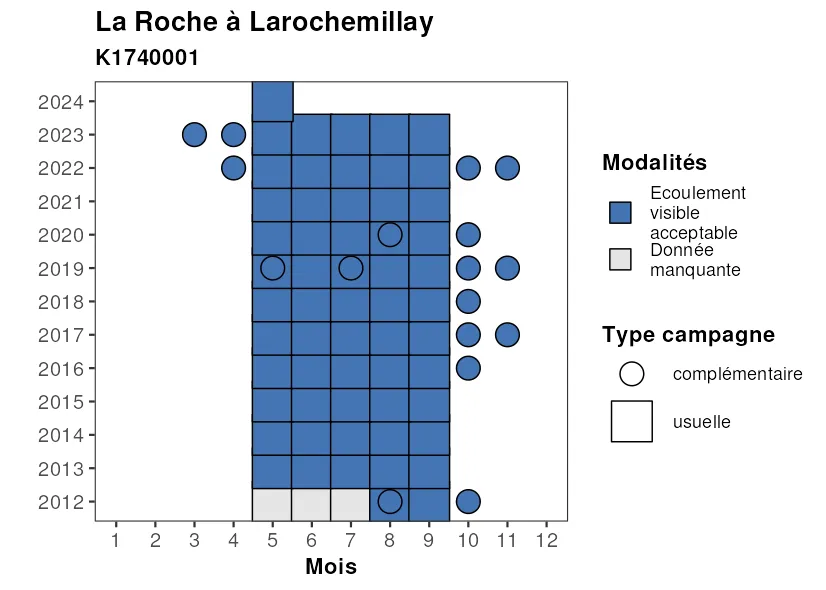 La Roche à Larochemillay
K1740001
2024
2023
2022
2021
2020
2019
2018
2017
2016
2015
2014
2013
2012
1 2 3 4 5 6 7 8 9 10 11 12
Mois
Modalités
Ecoulement
visible
acceptable
Donnée
manquante
Type campagne
complémentaire
usuelle